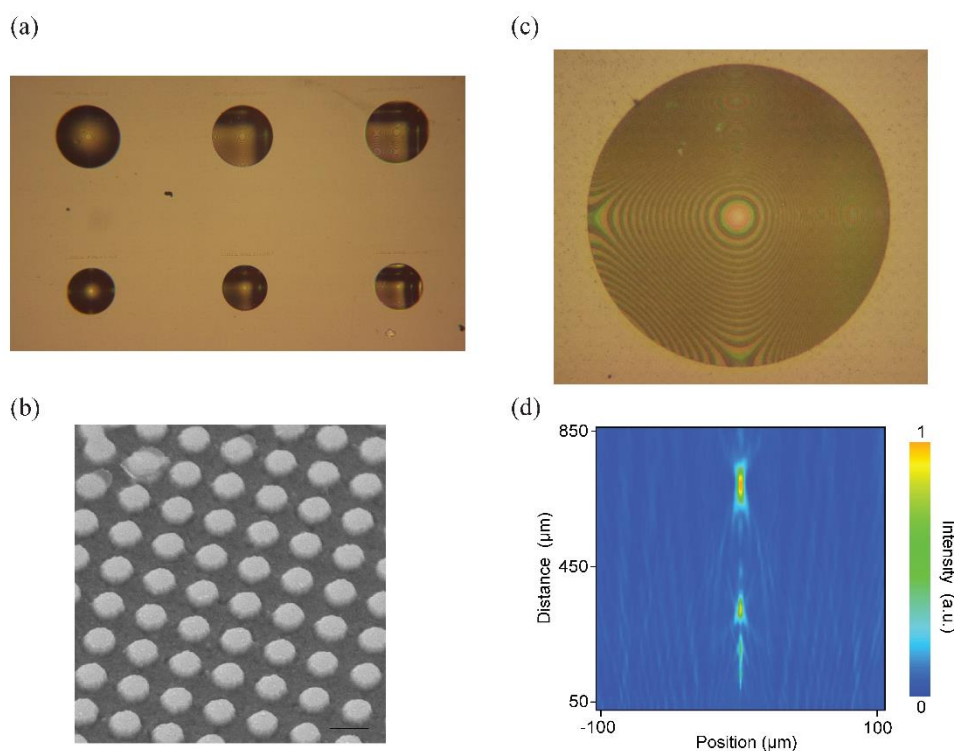 (a)
(c)
(b)
(d)
850
450
50
Distance (µm)
-100
100
Position (µm)
1
0
Intensity (a.u.)